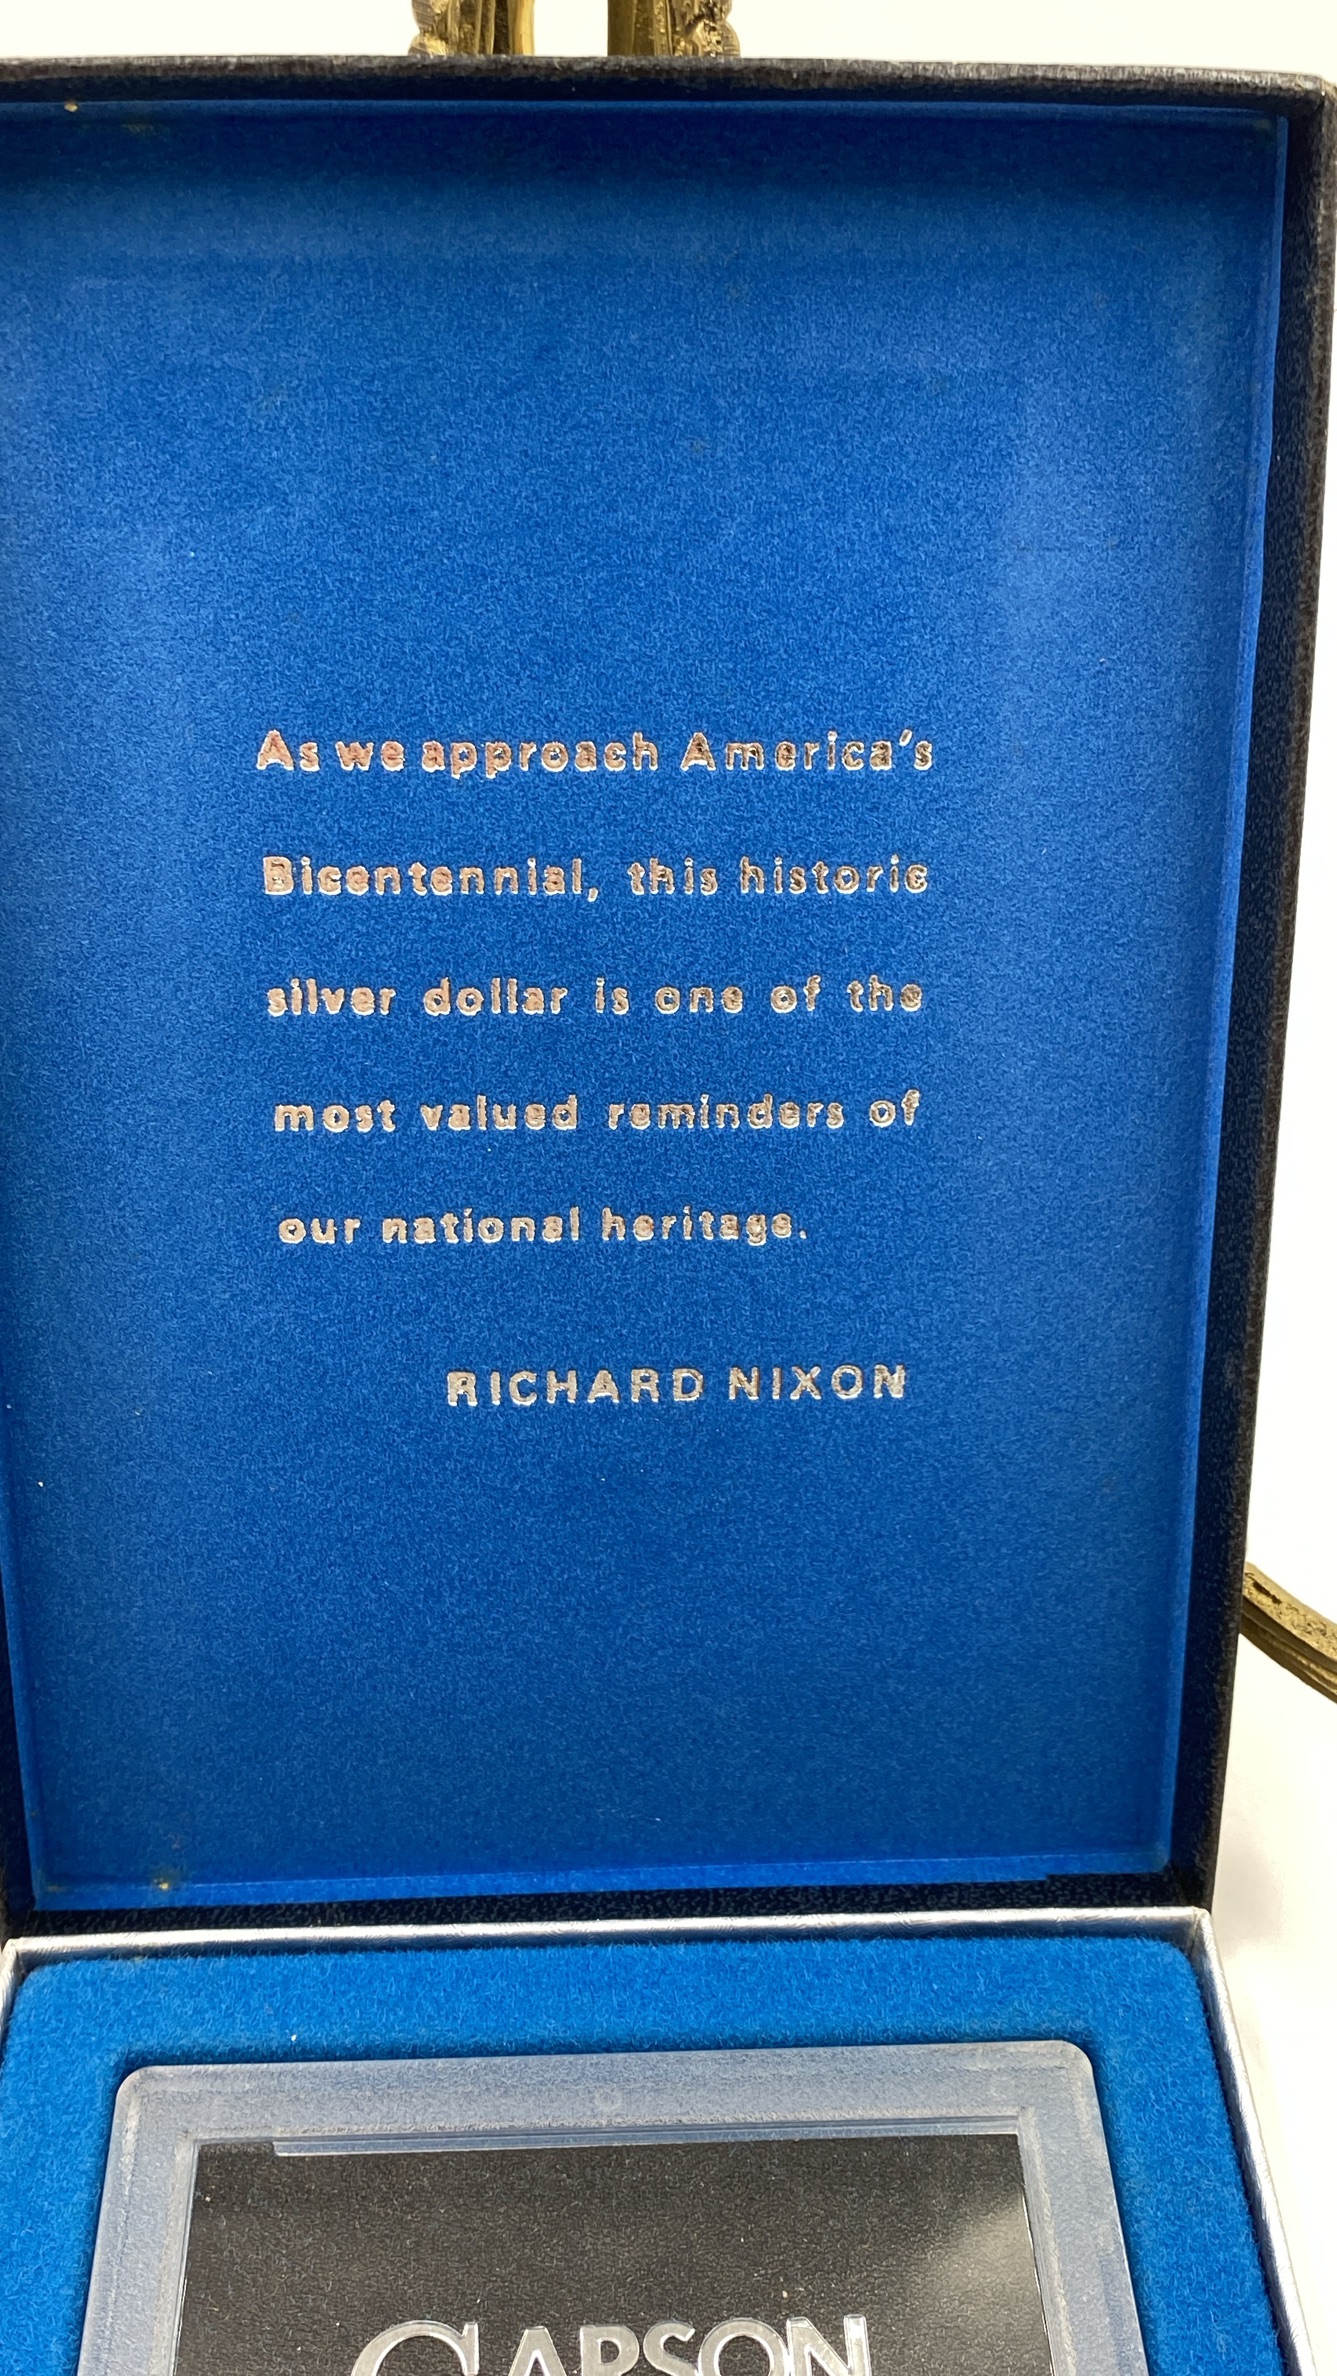 As we approach America's
Bicentennial, this historic
silver dollar is one of the
most valued reminders of
our national heritage.
RICHARD NIXON
CARSON